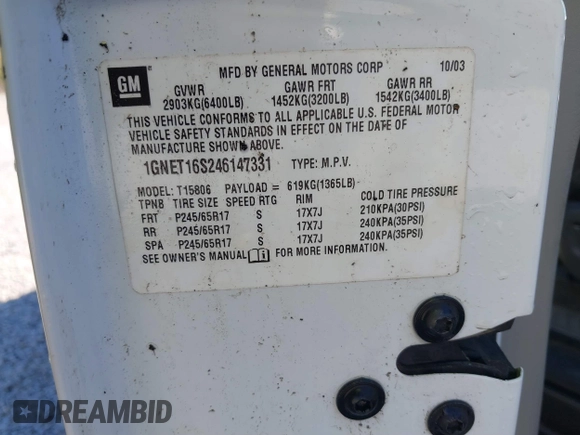 GM
MFD BY GENERAL MOTORS CORP 10/03
GVWR GAWR FRT GAWR RR
2903KG(6400LB) 1452KG(3200LB) 1542KG(3400LB)
THIS VEHICLE CONFORMS TO ALL APPLICABLE U.S. FEDERAL MOTOR
VEHICLE SAFETY STANDARDS IN EFFECT ON THE DATE OF
MANUFACTURE SHOWN ABOVE.
1GNET16S246147331 TYPE: M.P.V.
MODEL: T15806 PAYLOAD = 619KG(1365LB)
TPNB TIRE SIZE SPEED RTG RIM COLD TIRE PRESSURE
FRT P245/65R17 S 17X7J 210KPA(30PSI)
RR P245/65R17 S 17X7J 240KPA(35PSI)
SPA P245/65R17 S 17X7J 240KPA(35PSI)
SEE OWNER'S MANUAL FOR MORE INFORMATION
DREAMBID